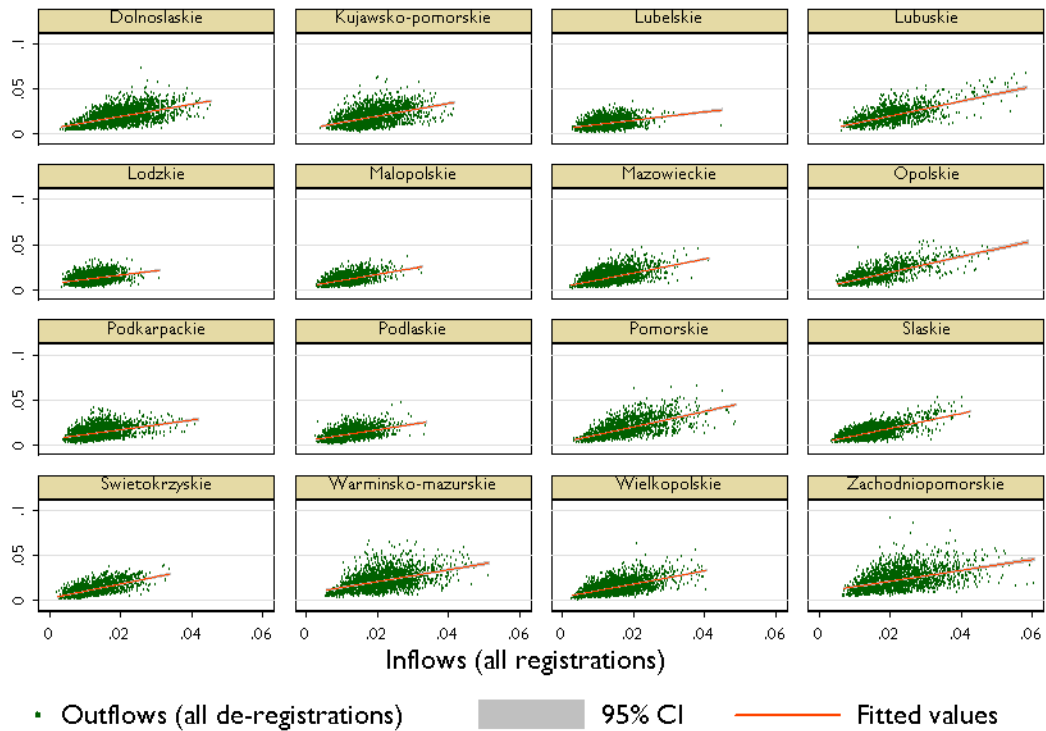 Dolnoslaskie Kujawsko-pomorskie Lubelskie Lubuskie
.1
.05
0
Lodzkie Malopolskie Mazowieckie Opolskie
.1
.05
0
Podkarpackie Podlaskie Pomorskie Slaskie
.1
.05
0
Swietokrzyskie Warminsko-mazurskie Wielkopolskie Zachodniopomorskie
.1
.05
0
0 .02 .04 .06 0 .02 .04 .06 0 .02 .04 .06 0 .02 .04 .06
Inflows (all registrations)
Outflows (all de-registrations) 95% CI Fitted values